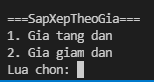 ===SapXepTheoGia===
1. Gia tang dan
2. Gia giam dan
Lua chon: